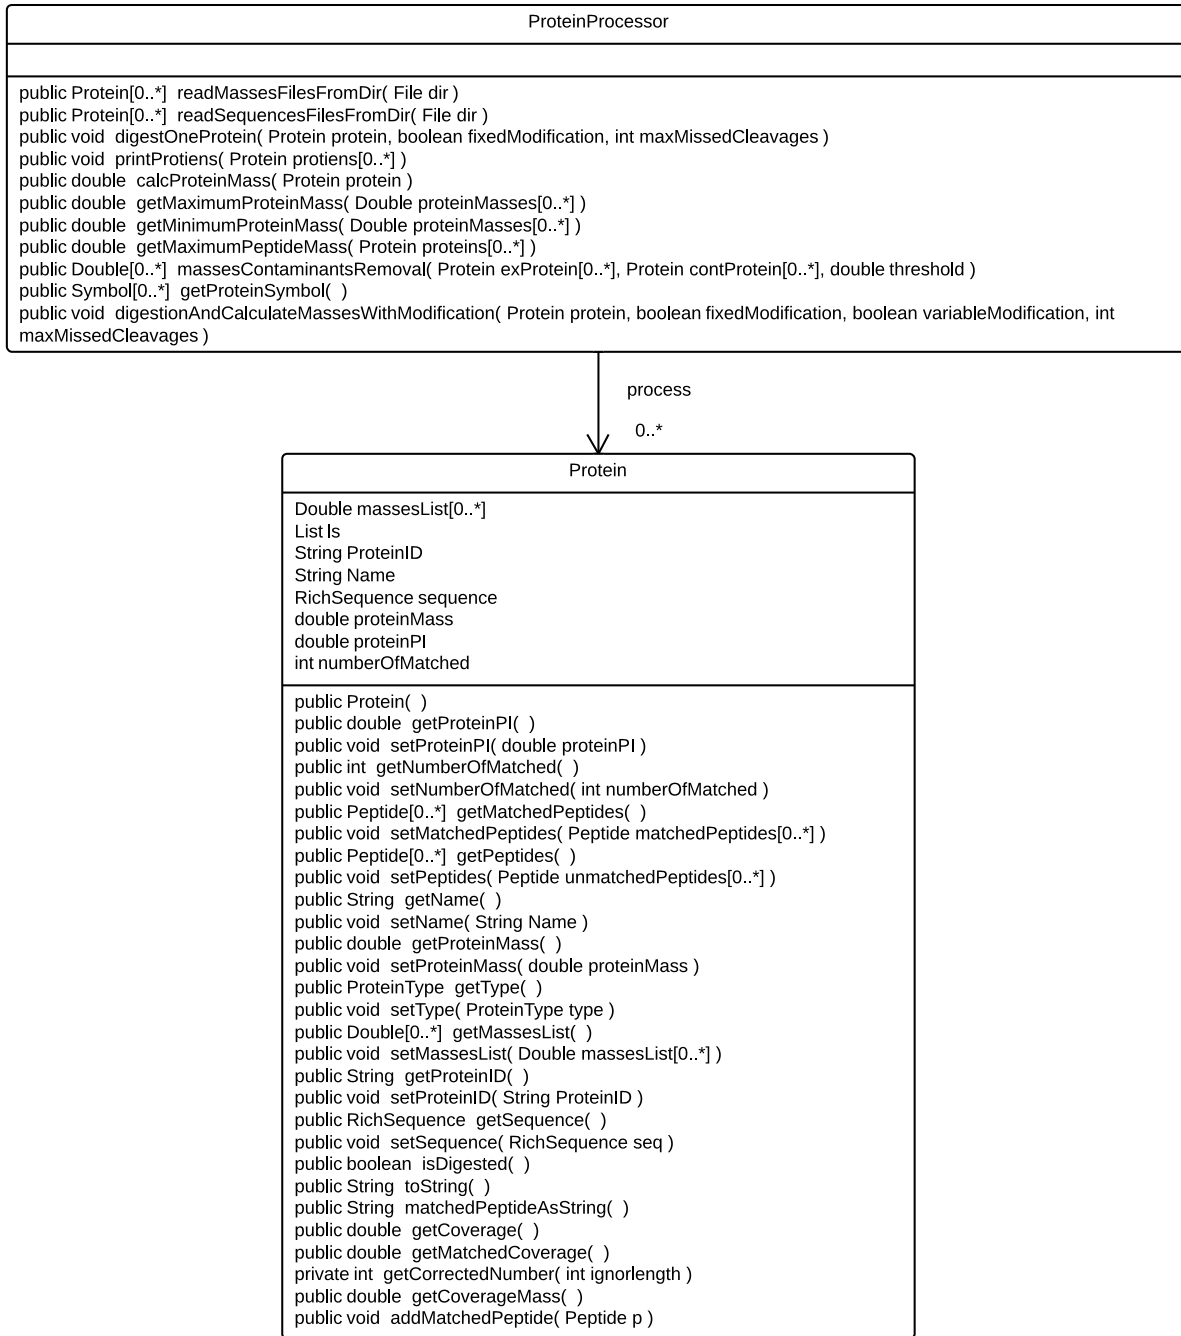 ProteinProcessor
public Protein[0..*] readMassesFilesFromDir( File dir )
public Protein[0..*] readSequencesFilesFromDir( File dir )
public void digestOneProtein( Protein protein, boolean fixedModification, int maxMissedCleavages )
public void printProtiens( Protein protiens[0..*] )
public double calcProteinMass( Protein protein )
public double getMaximumProteinMass( Double proteinMasses[0..*] )
public double getMinimumProteinMass( Double proteinMasses[0..*] )
public double getMaximumPeptideMass( Protein proteins[0..*] )
public Double[0..*] massesContaminantsRemoval( Protein exProtein[0..*], Protein contProtein[0..*], double threshold )
public Symbol[0..*] getProteinSymbol( )
public void digestionAndCalculateMassesWithModification( Protein protein, boolean fixedModification, boolean variableModification, int
maxMissedCleavages )
process
0..*
Protein
Double massesList[0..*]
List ls
String ProteinID
String Name
RichSequence sequence
double proteinMass
double proteinPI
int numberOfMatched
public Protein( )
public double getProteinPI( )
public void setProteinPI( double proteinPI )
public int getNumberOfMatched( )
public void setNumberOfMatched( int numberOfMatched )
public Peptide[0..*] getMatchedPeptides( )
public void setMatchedPeptides( Peptide matchedPeptides[0..*] )
public Peptide[0..*] getPeptides( )
public void setPeptides( Peptide unmatchedPeptides[0..*] )
public String getName( )
public void setName( String Name )
public double getProteinMass( )
public void setProteinMass( double proteinMass )
public ProteinType getType( )
public void setType( ProteinType type )
public Double[0..*] getMassesList( )
public void setMassesList( Double massesList[0..*] )
public String getProteinID( )
public void setProteinID( String ProteinID )
public RichSequence getSequence( )
public void setSequence( RichSequence seq )
public boolean isDigested( )
public String toString( )
public String matchedPeptideAsString( )
public double getCoverage( )
public double getMatchedCoverage( )
private int getCorrectedNumber( int ignorlength )
public double getCoverageMass( )
public void addMatchedPeptide( Peptide p )